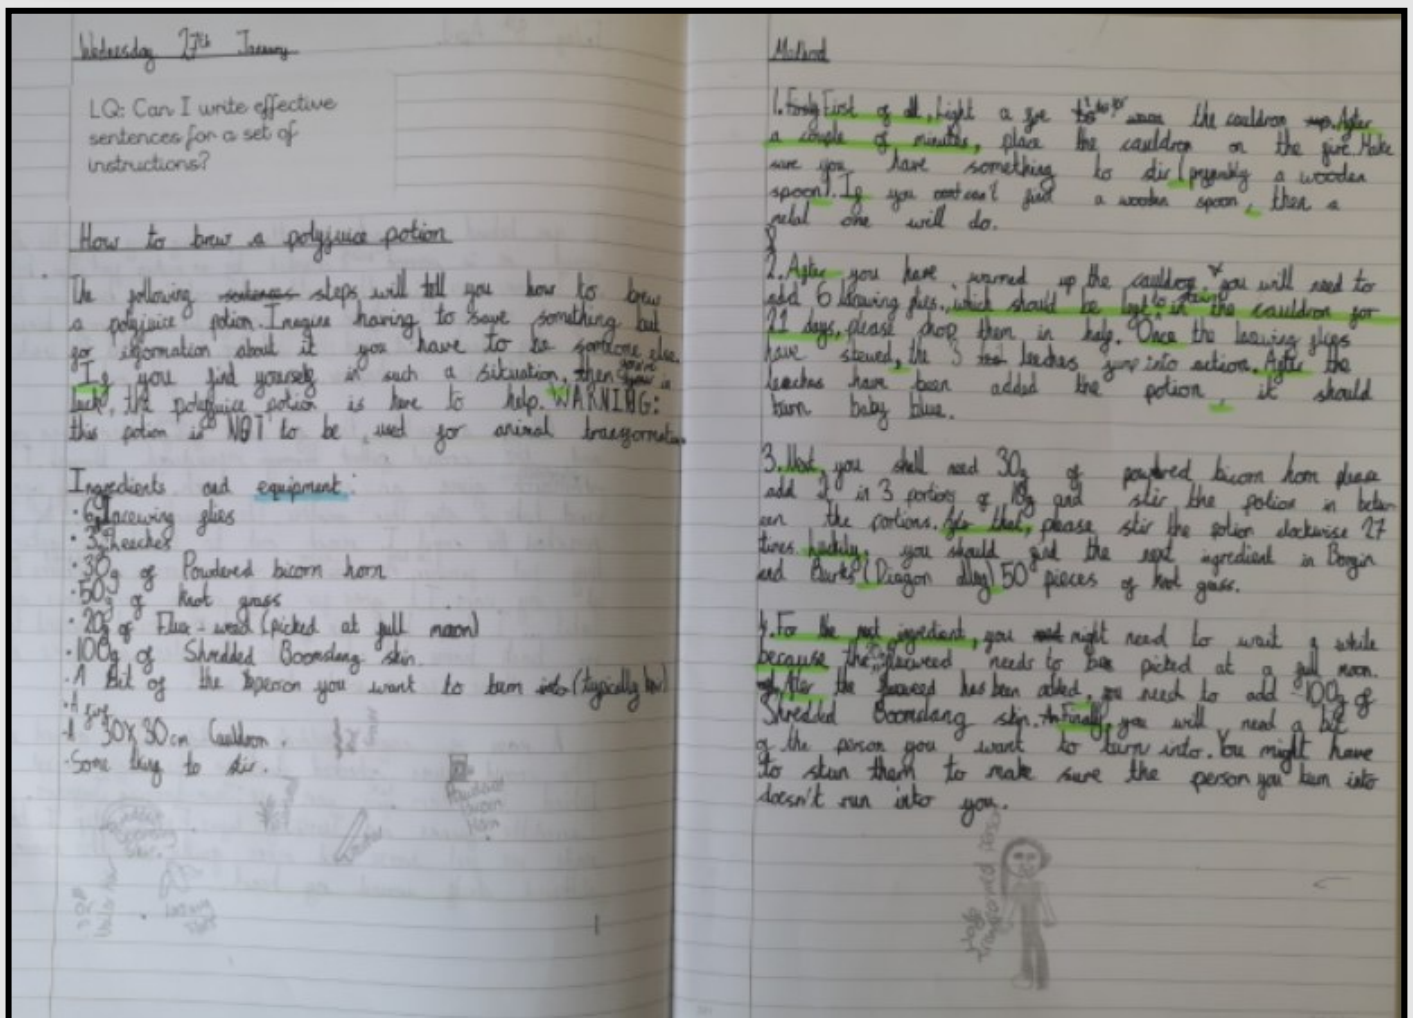 Wednesday 27th January
LQ: Can I write effective
sentences for a set of
instructions?
How to brew a polyjuice potion
The following sentences steps will tell you how to brew
a polyjuice potion. Imagine having to save something but
for information about it you have to be someone else.
If you find yourself in such a situation, then you're in
luck, the polyjuice potion is here to help. WARNING:
this potion is NOT to be used for animal
Ingredients and equipment:
· 6 lacewing flies
· 3 leeches
· 30g of Powdered bicorn horn
· 50g of knot grass
· 20g of Flux-weed (picked at full moon)
· 100g of Shredded Boomslang skin.
· A Bit of the person you want to turn into (typically hair)
· A fire
· A 30x30cm Cauldron.
· Some thing to stir.
Powdered
Bicorn
Horn
Method
1. Firstly First of all, Light a fire to warm the cauldron up. After
a couple of minutes, place the cauldron on the fire. Make
sure you have something to stir (preferably a wooden
spoon). If you can't find a wooden spoon, then a
metal one will do.
2. After you have warmed up the cauldron, you will need to
add 6 lacewing flies, which should be left to stew in the cauldron for
21 days, please drop them in help. Once the lacewing flies
have stewed, the 3 leeches jump into action. After the
leeches have been added the potion, it should
turn baby blue.
3. Next, you shall need 30g of powdered bicorn horn please
add in 3 portions of 10g and stir the potion in betw
een the portions. After that, please stir the potion clockwise 27
times. Luckily, you should find the next ingredient in Borgin
and Burkes (Diagon alley) 50 pieces of knot grass.
4. For the next ingredient, you might need to wait a while
because the fluxweed needs to be picked at a full moon.
After the fluxweed has been added, you need to add 100g of
Shredded Boomslang skin. Finally, you will need a bit
of the person you want to turn into. You might have
to stun them to make sure the person you turn into
doesn't run into you.
Half
Transformed person